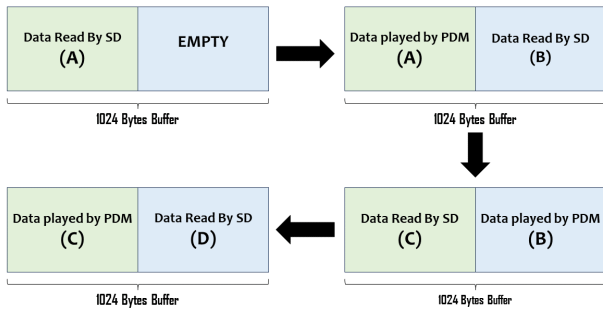 Data Read By SD
(A)
EMPTY
1024 Bytes Buffer
Data played by PDM
(A)
Data Read By SD
(B)
1024 Bytes Buffer
Data played by PDM
(C)
Data Read By SD
(D)
1024 Bytes Buffer
Data Read By SD
(C)
Data played by PDM
(B)
1024 Bytes Buffer